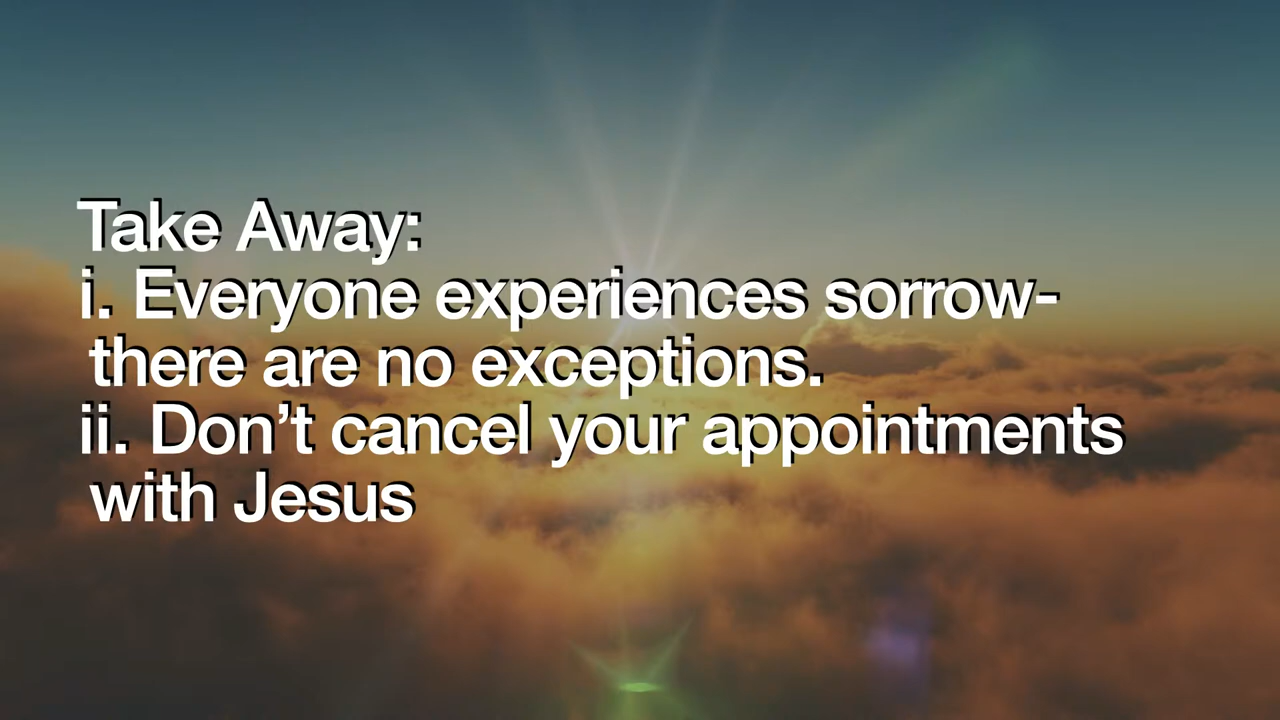 Take Away:
i. Everyone experiences sorrow-
there are no exceptions.
ii. Don’t cancel your appointments
with Jesus